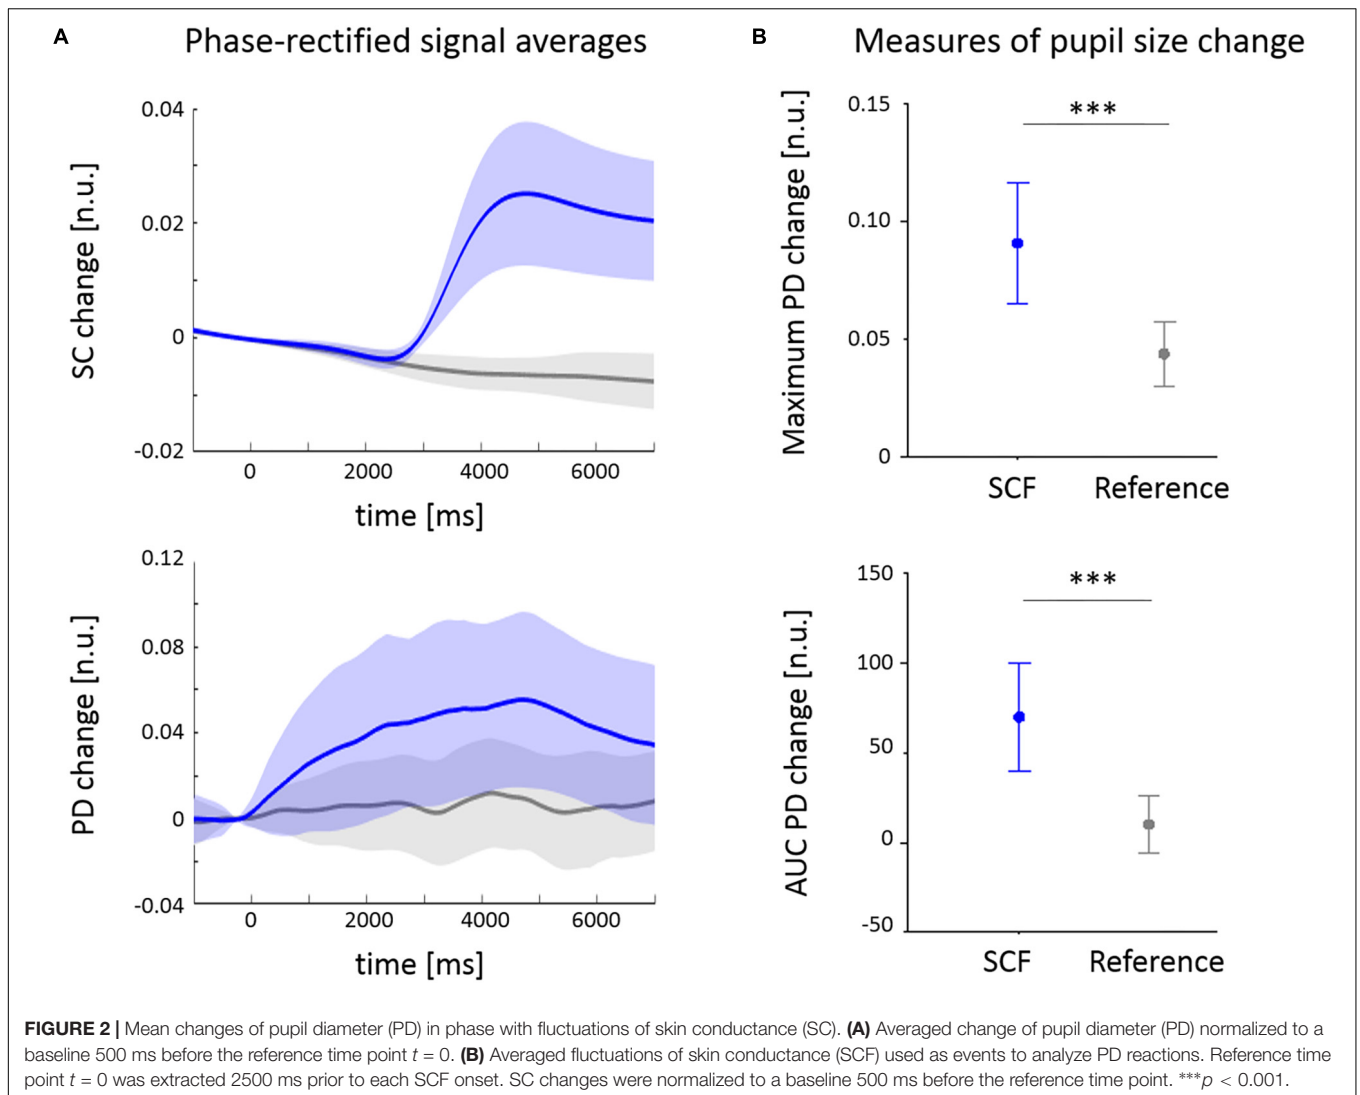 A
Phase-rectified signal averages
0.04
0.02
0
-0.02
SC change [n.u.]
0
2000
4000
6000
time [ms]
0.12
0.08
0.04
0
-0.04
PD change [n.u.]
0
2000
4000
6000
time [ms]
B
Measures of pupil size change
0.15
0.10
0.05
0
Maximum PD change [n.u.]
***
SCF
Reference
150
100
50
0
-50
AUC PD change [n.u.]
***
SCF
Reference
FIGURE 2 | Mean changes of pupil diameter (PD) in phase with fluctuations of skin conductance (SC). (A) Averaged change of pupil diameter (PD) normalized to a
baseline 500 ms before the reference time point t = 0. (B) Averaged fluctuations of skin conductance (SCF) used as events to analyze PD reactions. Reference time
point t = 0 was extracted 2500 ms prior to each SCF onset. SC changes were normalized to a baseline 500 ms before the reference time point. ***p < 0.001.